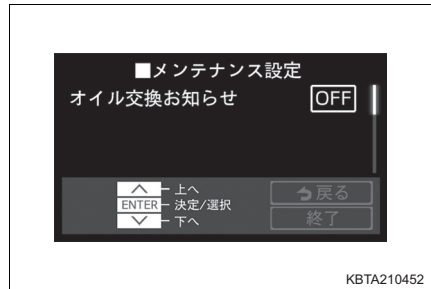 ■メンテナンス設定
オイル交換お知らせ OFF
上へ
ENTER 決定/選択
下へ
戻る
終了
KBTA210452